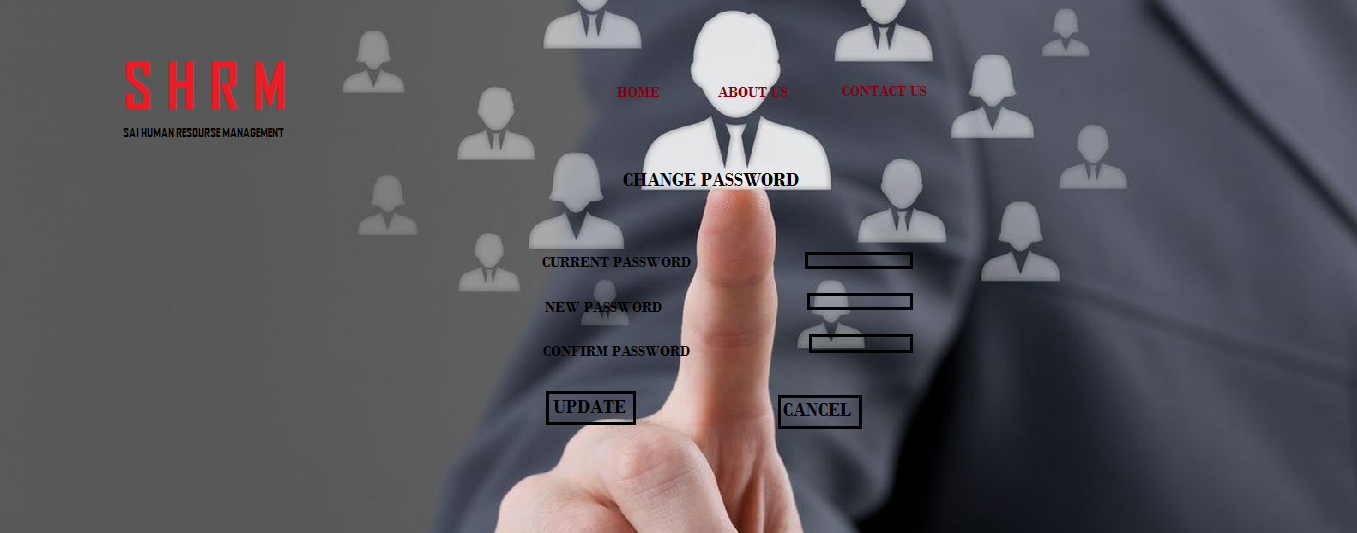 S H R M
SAI HUMAN RESOURSE MANAGEMENT
HOME ABOUT US CONTACT US
CHANGE PASSWORD
CURRENT PASSWORD
NEW PASSWORD
CONFIRM PASSWORD
UPDATE CANCEL